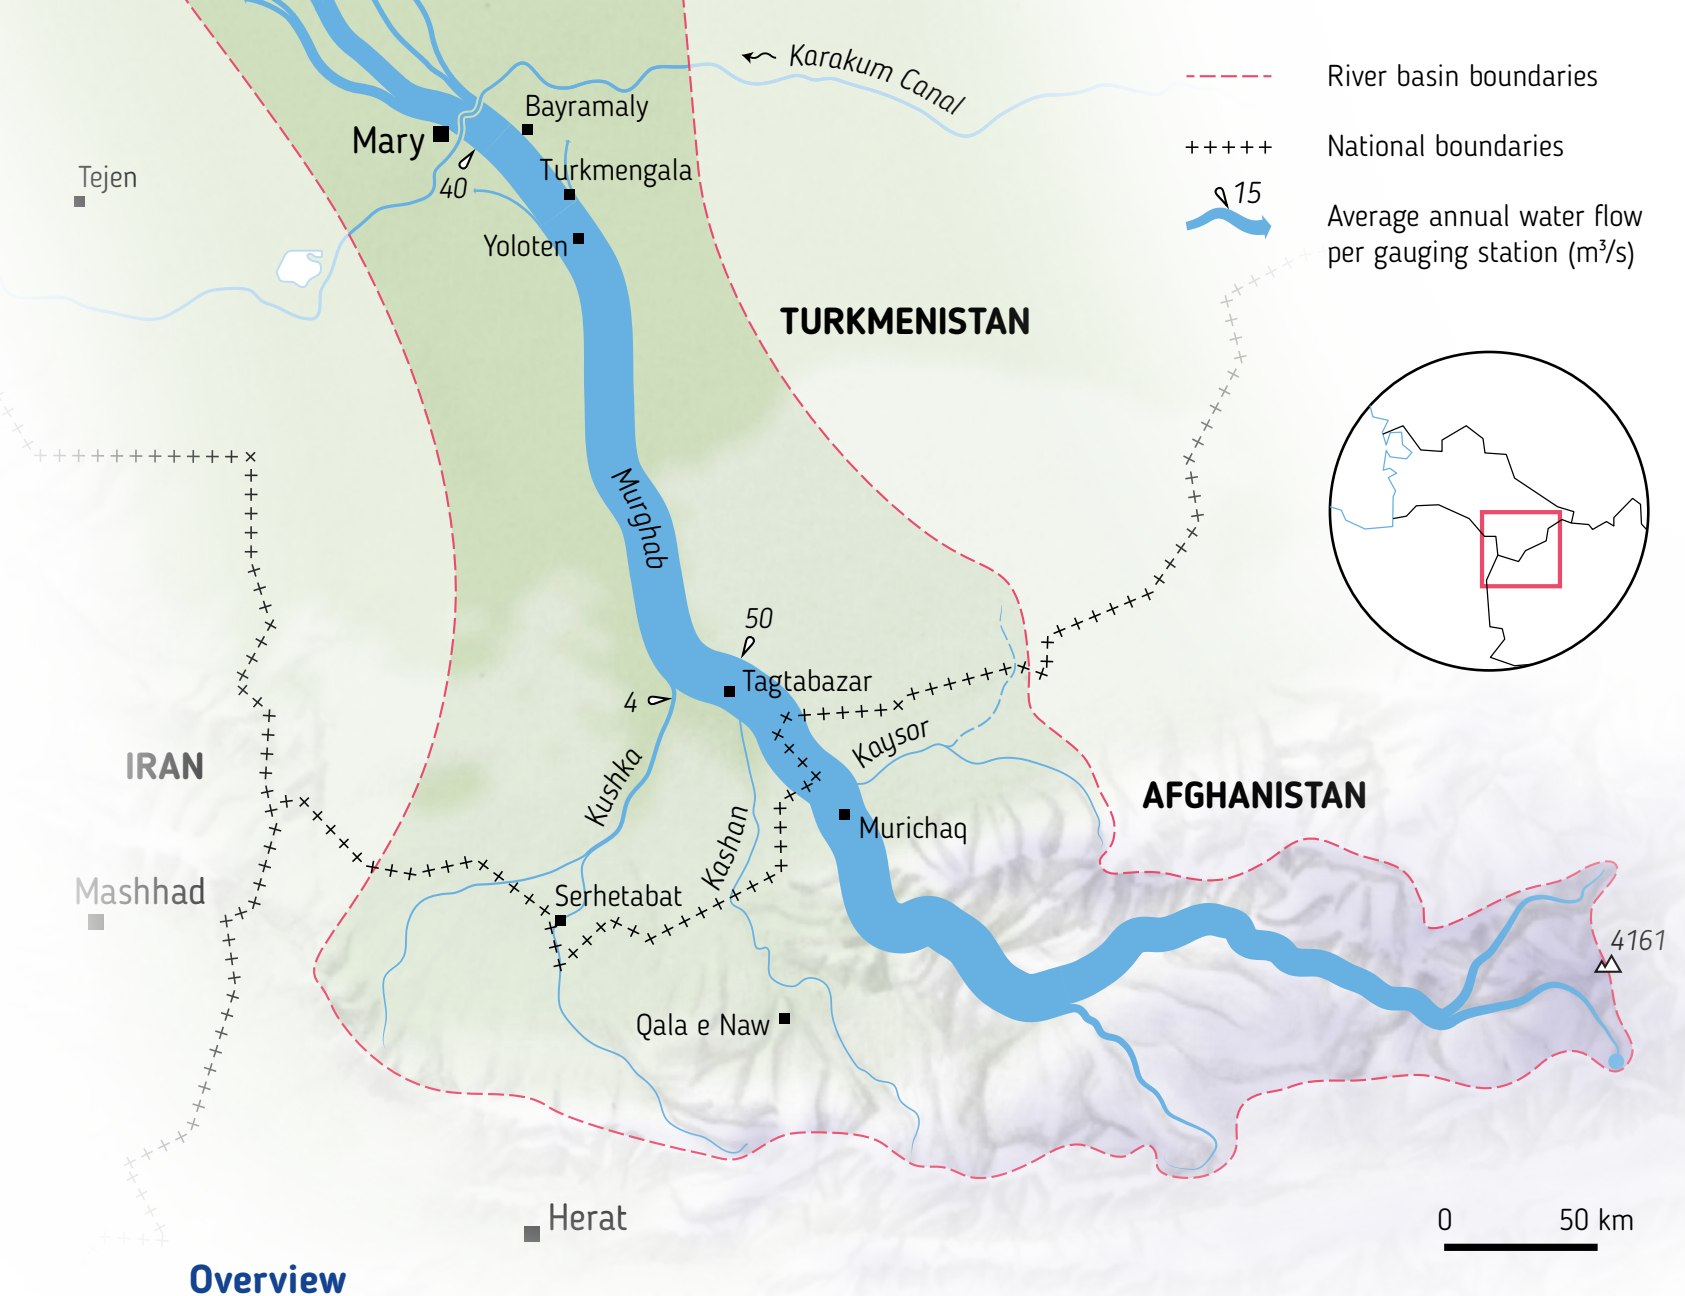 Karakum Canal
River basin boundaries
National boundaries
15
Average annual water flow
per gauging station (m³/s)
Bayramaly
Mary
Turkmengala
40
Tejen
Yoloten
TURKMENISTAN
Murghab
50
Tagtabazar
4
Kaysor
Kushka
IRAN
AFGHANISTAN
Kashan
Murichaq
Mashhad
Serhetabat
4161
Qala e Naw
Herat
0 50 km
Overview